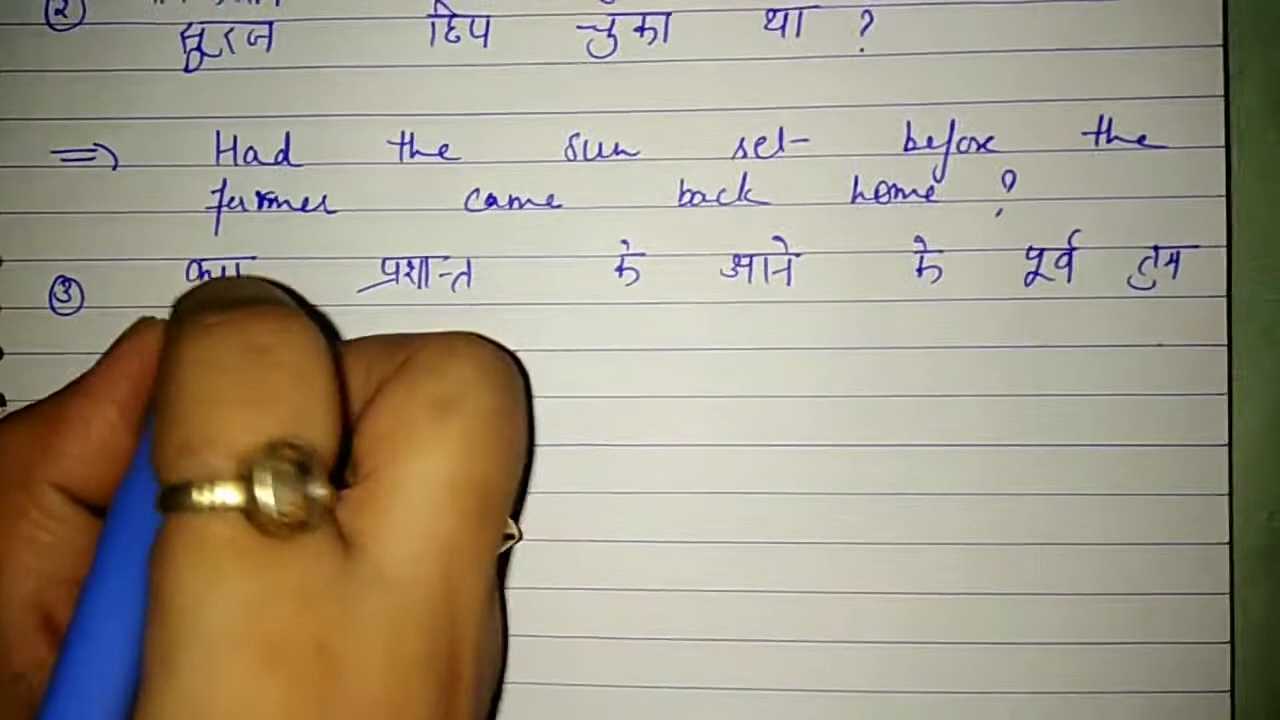 २
सूरज हिप चुका था ?
=> Had the sun set before the
farmer came back home ?
३ क्या प्रशान्त के आने के पूर्व तुम